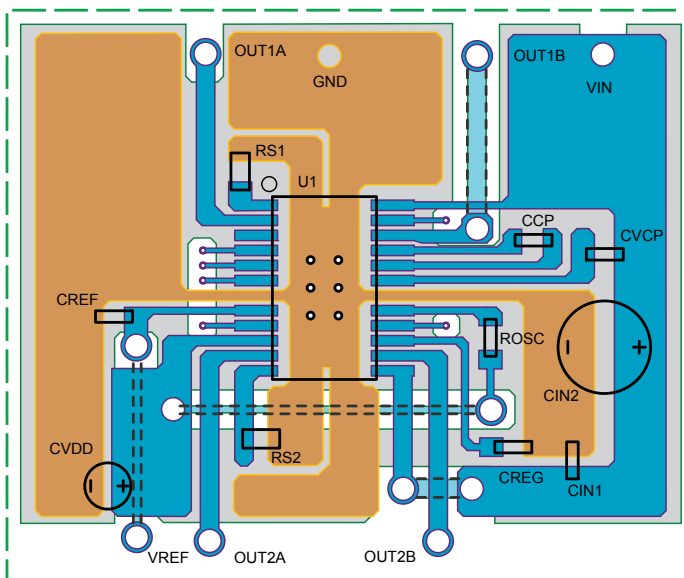 OUT1A
GND
OUT1B
VIN
RS1
U1
CCP
CVCP
CREF
ROSC
- +
CIN2
CVDD
- +
RS2
CREG
CIN1
VREF
OUT2A
OUT2B